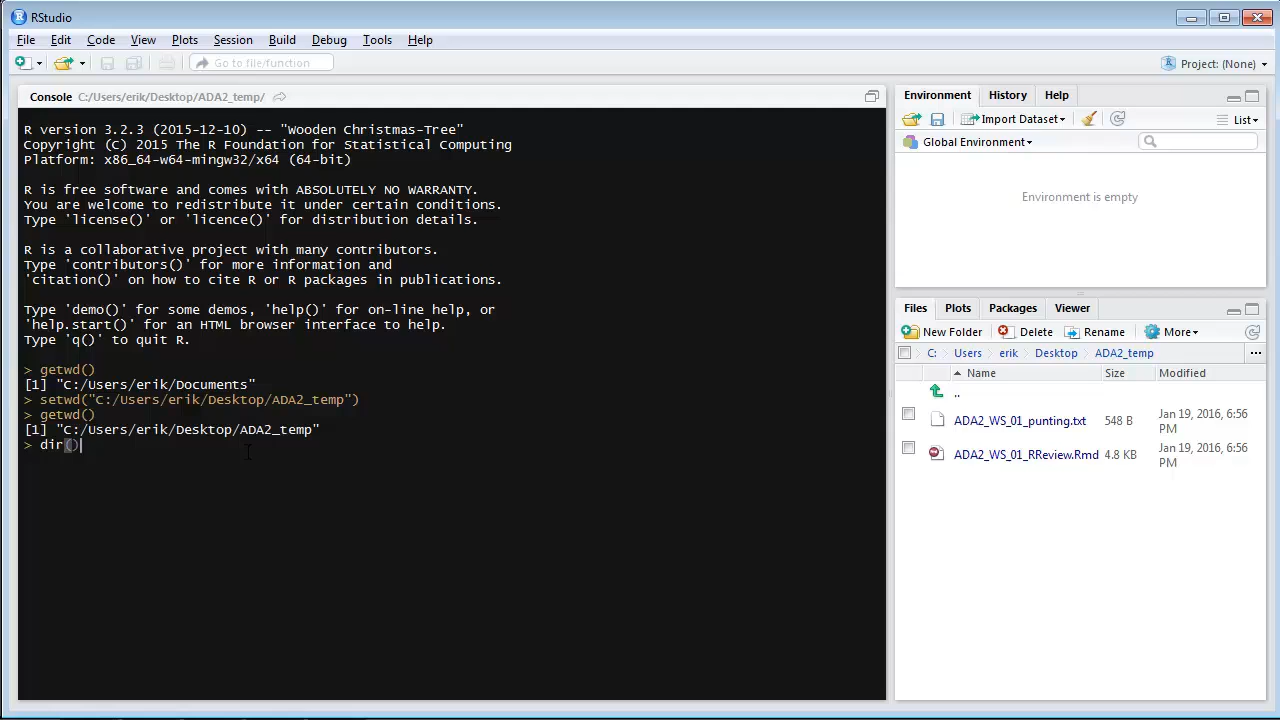 RStudio
File Edit Code View Plots Session Build Debug Tools Help
Go to file/function
Project: (None)
Console C:/Users/erik/Desktop/ADA2_temp/
R version 3.2.3 (2015-12-10) -- "Wooden Christmas-Tree"
Copyright (C) 2015 The R Foundation for Statistical Computing
Platform: x86_64-w64-mingw32/x64 (64-bit)
R is free software and comes with ABSOLUTELY NO WARRANTY.
You are welcome to redistribute it under certain conditions.
Type 'license()' or 'licence()' for distribution details.
R is a collaborative project with many contributors.
Type 'contributors()' for more information and
'citation()' on how to cite R or R packages in publications.
Type 'demo()' for some demos, 'help()' for on-line help, or
'help.start()' for an HTML browser interface to help.
Type 'q()' to quit R.
> getwd()
[1] "C:/Users/erik/Documents"
> setwd("C:/Users/erik/Desktop/ADA2_temp")
> getwd()
[1] "C:/Users/erik/Desktop/ADA2_temp"
> dir()
Environment History Help
Import Dataset List
Global Environment
Environment is empty
Files Plots Packages Viewer
New Folder Delete Rename More
C: Users erik Desktop ADA2_temp ...
Name Size Modified
..
ADA2_WS_01_punting.txt 548 B Jan 19, 2016, 6:56 PM
ADA2_WS_01_RReview.Rmd 4.8 KB Jan 19, 2016, 6:56 PM